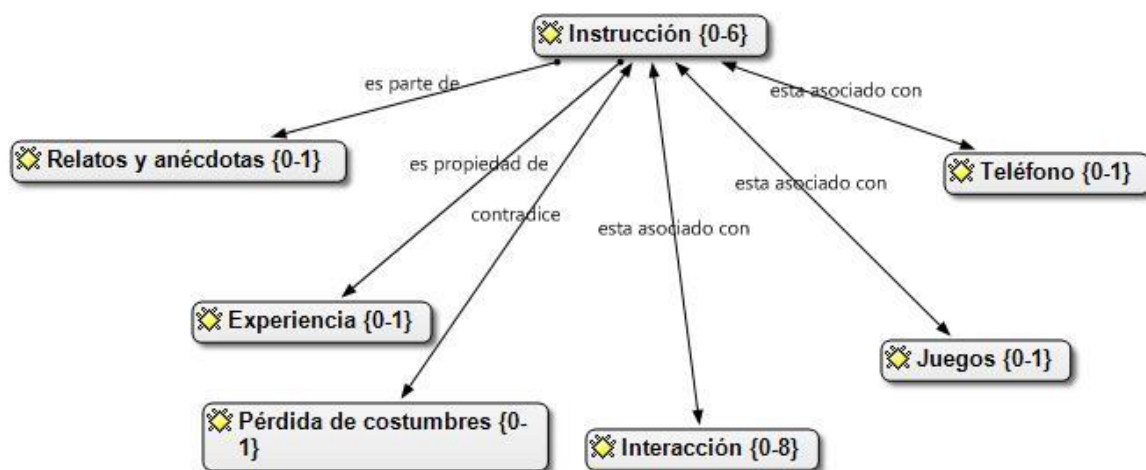 Instrucción {0-6}
es parte de
esta asociado con
Relatos y anécdotas {0-1}
es propiedad de
esta asociado con
Teléfono {0-1}
contradice
esta asociado con
Experiencia {0-1}
Juegos {0-1}
Pérdida de costumbres {0-
1}
Interacción {0-8}